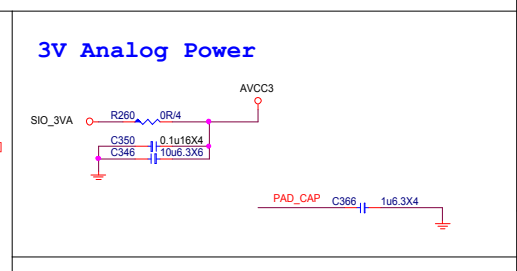 3V Analog Power
AVCC3
SIO_3VA
R260
0R/4
C350
0.1u16X4
C346
10u6.3X6
PAD_CAP
C366
1u6.3X4